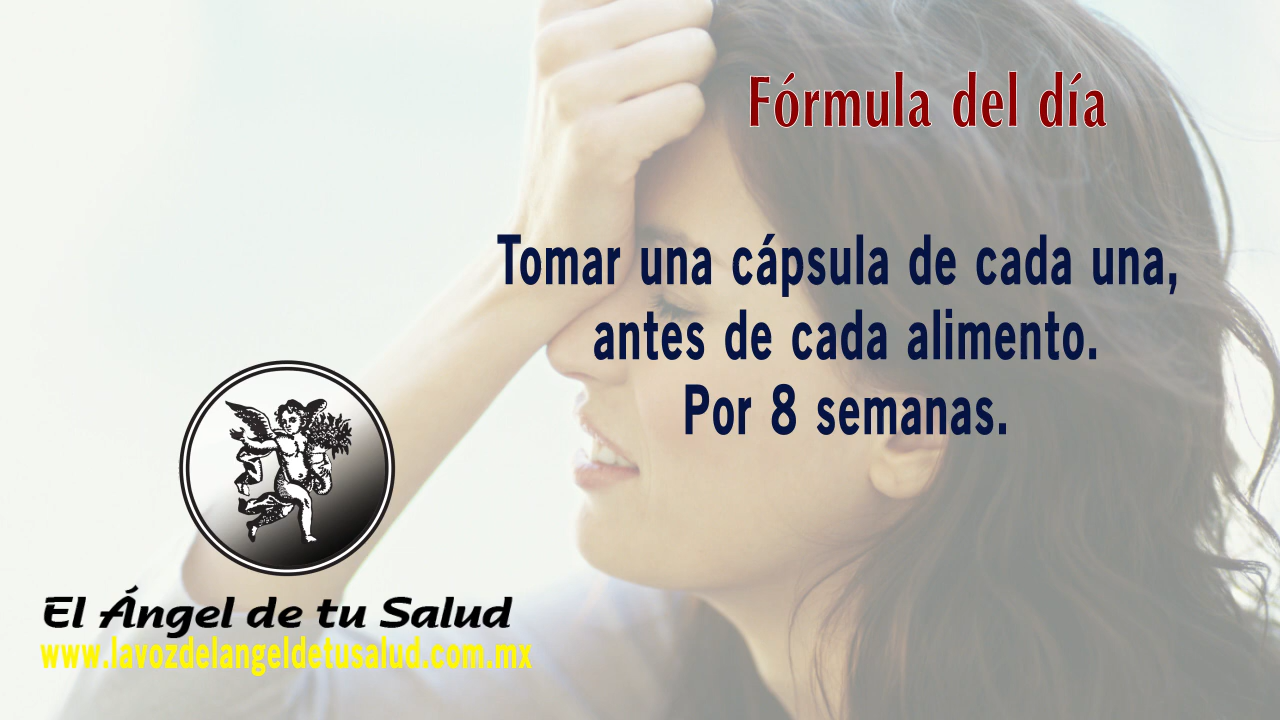 Fórmula del día
Tomar una cápsula de cada una,
antes de cada alimento.
Por 8 semanas.
El Ángel de tu Salud
www.lavozdelangeldetusalud.com.mx